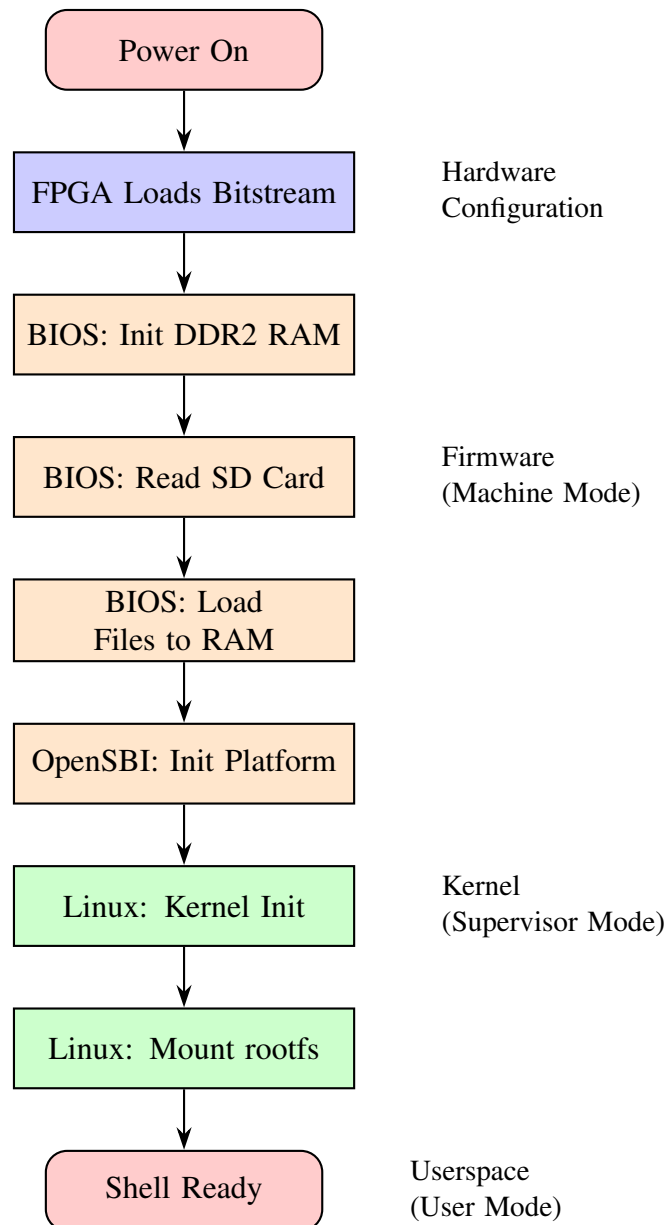 Power On
FPGA Loads Bitstream
Hardware
Configuration
BIOS: Init DDR2 RAM
BIOS: Read SD Card
Firmware
(Machine Mode)
BIOS: Load
Files to RAM
OpenSBI: Init Platform
Linux: Kernel Init
Kernel
(Supervisor Mode)
Linux: Mount rootfs
Shell Ready
Userspace
(User Mode)